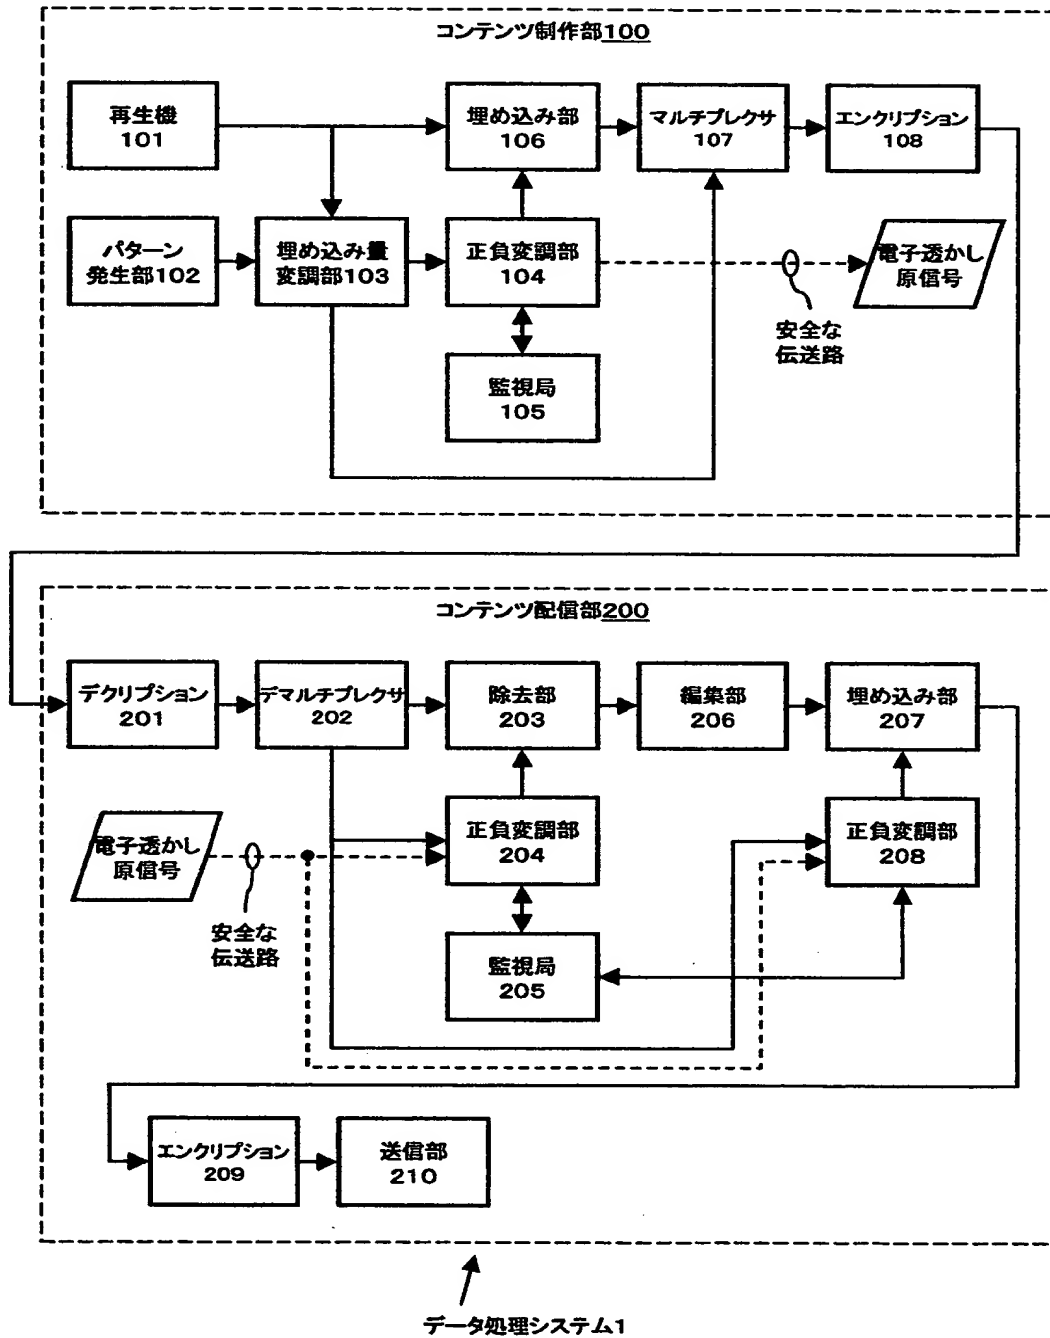 コンテンツ制作部100
再生機
101
埋め込み部
106
マルチプレクサ
107
エンクリプション
108
パターン
発生部102
埋め込み量
変調部103
正負変調部
104
電子透かし
原信号
安全な
伝送路
監視局
105
コンテンツ配信部200
デクリプション
201
デマルチプレクサ
202
除去部
203
編集部
206
埋め込み部
207
電子透かし
原信号
正負変調部
204
正負変調部
208
安全な
伝送路
監視局
205
エンクリプション
209
送信部
210
データ処理システム1